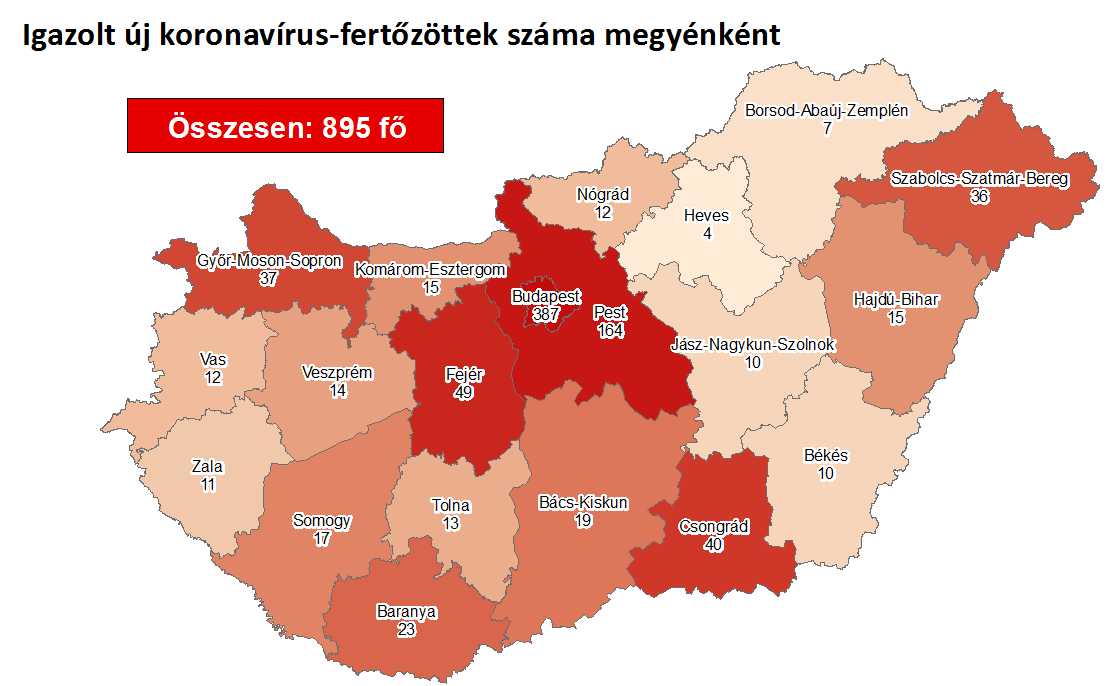 Igazolt új koronavírus-fertőzöttek száma megyénként
Összesen: 895 fő
Borsod-Abaúj-Zemplén
7
Szabolcs-Szatmár-Bereg
36
Nógrád
12
Heves
4
Győr-Moson-Sopron
37
Komárom-Esztergom
15
Budapest
387
Pest
164
Hajdú-Bihar
15
Jász-Nagykun-Szolnok
10
Vas
12
Veszprém
14
Fejér
49
Zala
11
Békés
10
Tolna
13
Bács-Kiskun
19
Somogy
17
Csongrád
40
Baranya
23